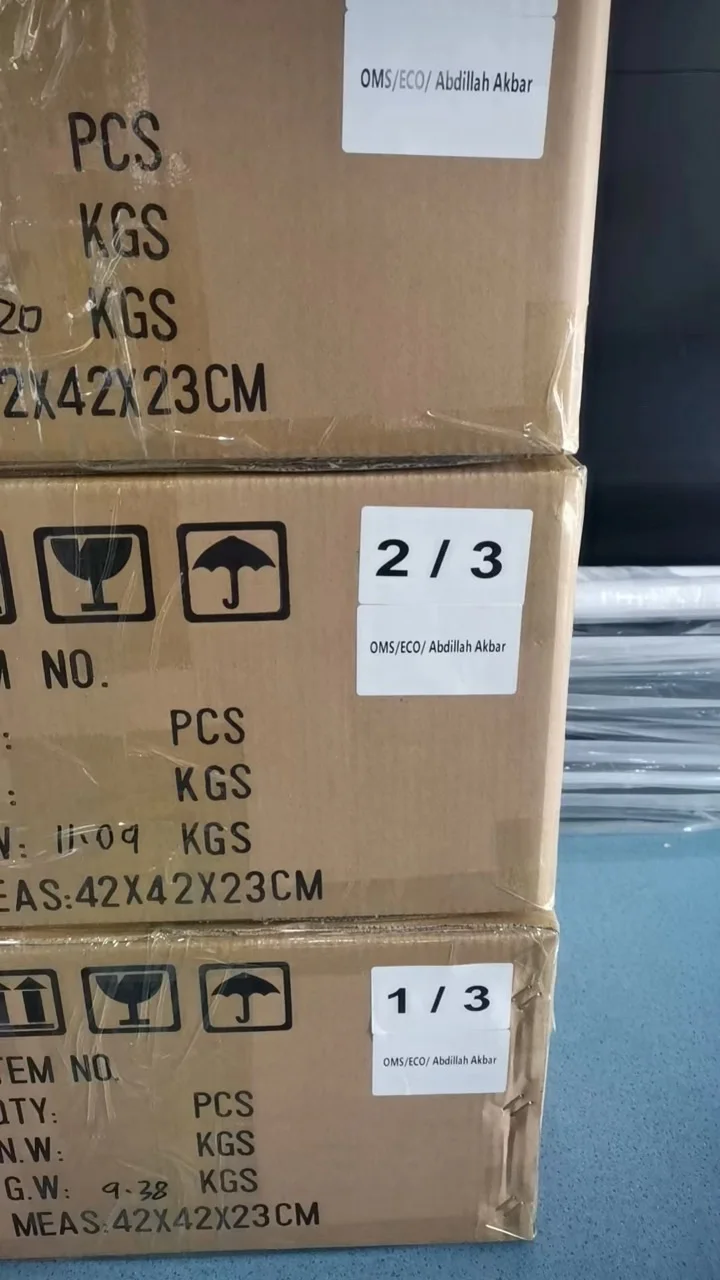 OMS/ECO/ Abdillah Akbar
PCS
KGS
20 KGS
2X42X23CM
2 / 3
OMS/ECO/ Abdillah Akbar
M NO.
: PCS
: KGS
W: 11.09 KGS
EAS:42X42X23CM
1 / 3
OMS/ECO/ Abdillah Akbar
TEM NO.
QTY: PCS
N.W: KGS
G.W: 9.38 KGS
MEAS:42X42X23CM